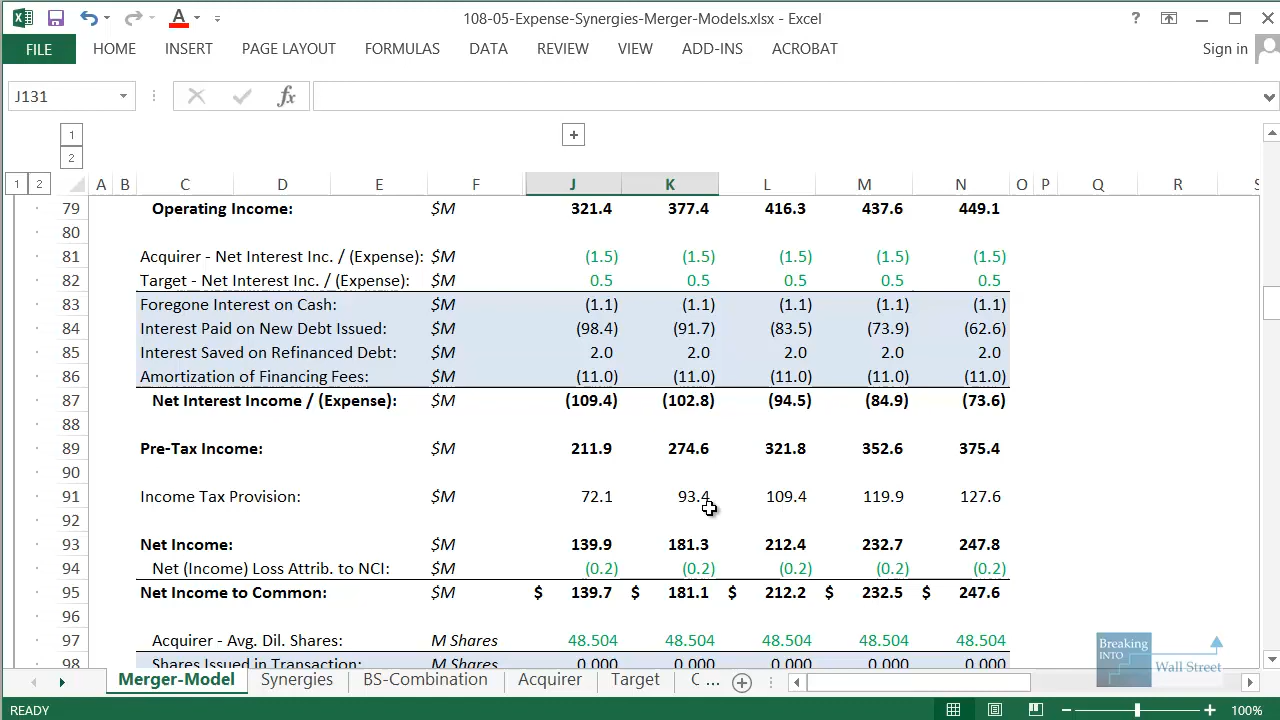 108-05-Expense-Synergies-Merger-Model.xlsx - Excel
FILE HOME INSERT PAGE LAYOUT FORMULAS DATA REVIEW VIEW ADD-INS ACROBAT Sign in
J131 fx
1
2
1 2 A B C D E F J K L M N O P Q R S
79 Operating Income: $M 321.4 377.4 416.3 437.6 449.1
80
81 Acquirer - Net Interest Inc. / (Expense): $M (1.5) (1.5) (1.5) (1.5) (1.5)
82 Target - Net Interest Inc. / (Expense): $M 0.5 0.5 0.5 0.5 0.5
83 Foregone Interest on Cash: $M (1.1) (1.1) (1.1) (1.1) (1.1)
84 Interest Paid on New Debt Issued: $M (98.4) (91.7) (83.5) (73.9) (62.6)
85 Interest Saved on Refinanced Debt: $M 2.0 2.0 2.0 2.0 2.0
86 Amortization of Financing Fees: $M (11.0) (11.0) (11.0) (11.0) (11.0)
87 Net Interest Income / (Expense): $M (109.4) (102.8) (94.5) (84.9) (73.6)
88
89 Pre-Tax Income: $M 211.9 274.6 321.8 352.6 375.4
90
91 Income Tax Provision: $M 72.1 93.4 109.4 119.9 127.6
92
93 Net Income: $M 139.9 181.3 212.4 232.7 247.8
94 Net (Income) Loss Attrib. to NCI: $M (0.2) (0.2) (0.2) (0.2) (0.2)
95 Net Income to Common: $M $ 139.7 $ 181.1 $ 212.2 $ 232.5 $ 247.6
96
97 Acquirer - Avg. Dil. Shares: M Shares 48.504 48.504 48.504 48.504 48.504
98 Shares Issued in Transaction: M Shares 0.000 0.000 0.000 0.000 0.000
Breaking
INTO
Wall Street
Merger-Model Synergies BS-Combination Acquirer Target C ...
READY 100%